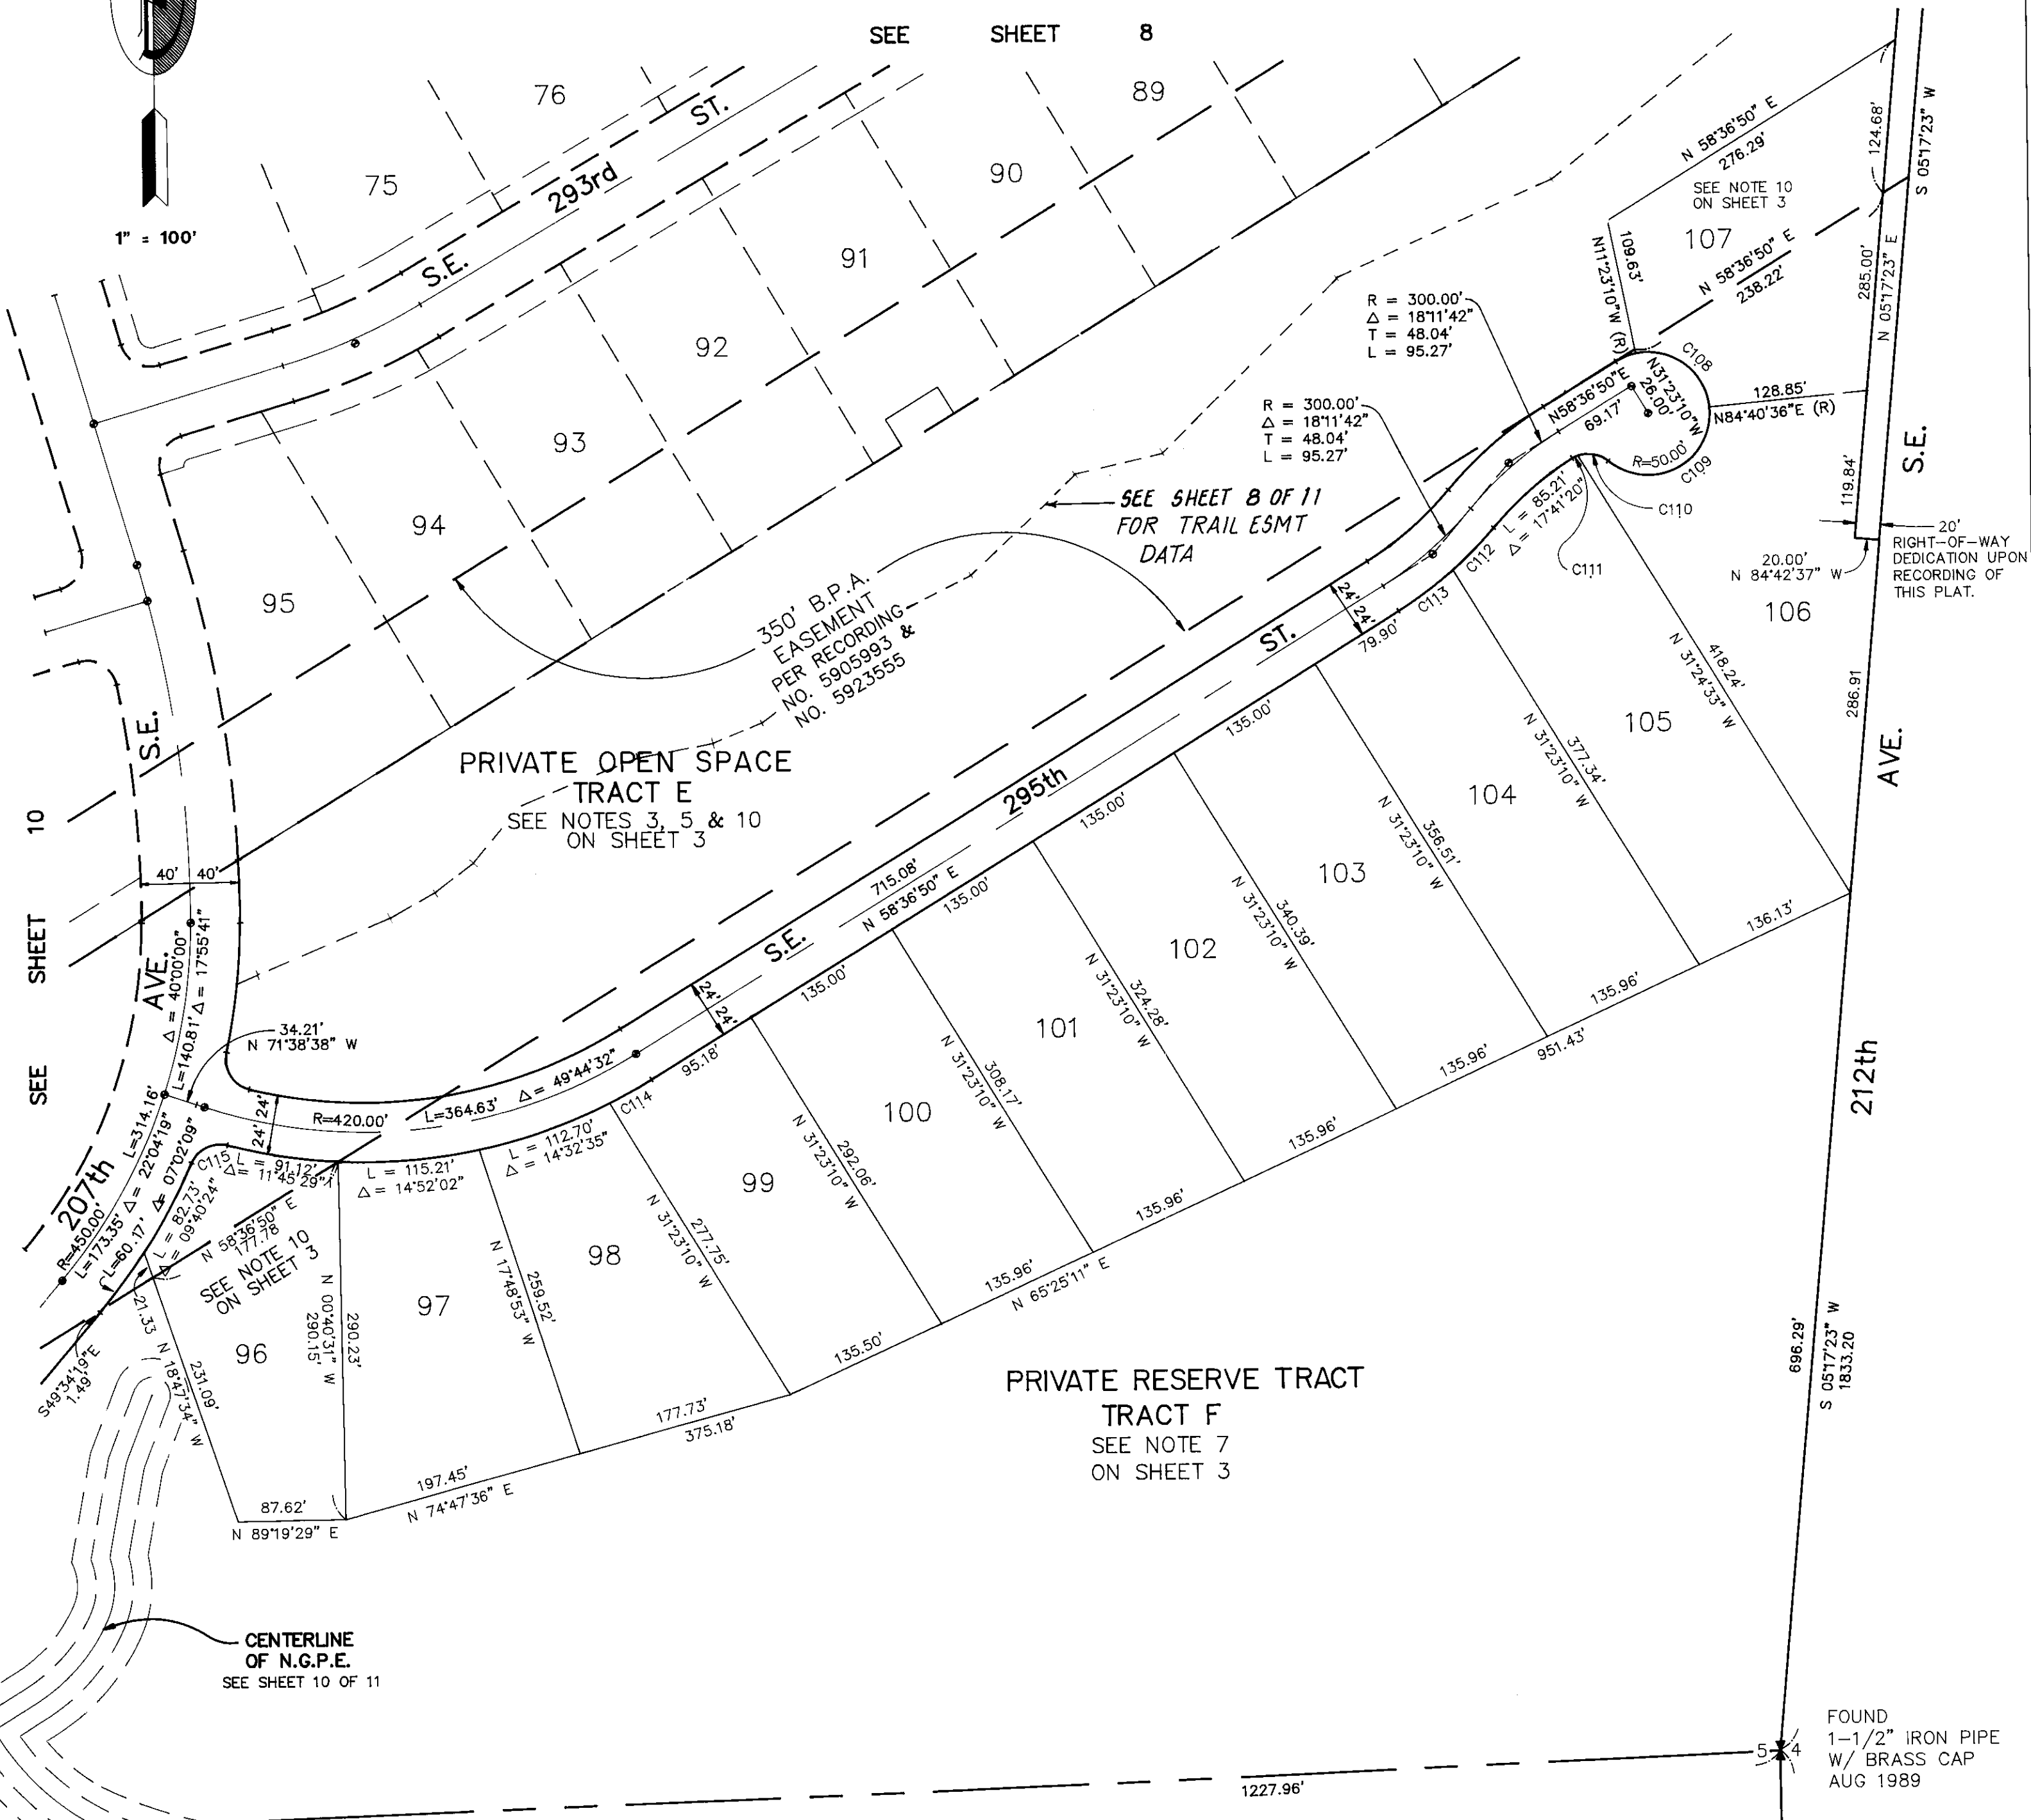 SEE SHEET 8
1" = 100'
76
75
89
90
91
92
93
94
95
S.E. 293rd ST.
N 58°36'50" E
276.29'
SEE NOTE 10
ON SHEET 3
107
109.63'
N11°23'10"W (R)
N 58°36'50" E
238.22'
124.68'
S 05°17'23" W
285.00'
N 05°17'23" E
R = 300.00'
Δ = 18°11'42"
T = 48.04'
L = 95.27'
R = 300.00'
Δ = 18°11'42"
T = 48.04'
L = 95.27'
C108
N31°23'10"W
26.00'
N58°36'50"E
69.17'
128.85'
N84°40'36"E (R)
R=50.00'
C109
C110
C111
C112
L = 85.21'
Δ = 17°41'20"
C113
119.84'
20'
RIGHT-OF-WAY
DEDICATION UPON
RECORDING OF
THIS PLAT.
20.00'
N 84°42'37" W
106
286.91
S.E.
AVE.
212th
SEE SHEET 8 OF 11
FOR TRAIL ESMT
DATA
350' B.P.A.
EASEMENT
PER RECORDING
NO. 5905993 &
NO. 5923555
PRIVATE OPEN SPACE
TRACT E
SEE NOTES 3, 5 & 10
ON SHEET 3
24' 24'
79.90'
S.E. 295th ST.
715.08'
N 58°36'50" E
135.00'
135.00'
135.00'
135.00'
24' 24'
95.18'
418.24'
N 31°24'33" W
105
377.34'
N 31°23'10" W
104
356.51'
N 31°23'10" W
103
340.39'
N 31°23'10" W
102
324.28'
N 31°23'10" W
101
308.17'
N 31°23'10" W
100
292.06'
N 31°23'10" W
99
277.75'
N 31°23'10" W
98
259.52'
N 17°48'53" W
97
290.23'
N 00°40'31" W
290.15'
96
136.13'
135.96'
951.43'
135.96'
135.96'
135.96'
135.96'
N 65°25'11" E
135.50'
177.73'
375.18'
197.45'
N 74°47'36" E
87.62'
N 89°19'29" E
SEE SHEET 10
S.E.
40' 40'
207th AVE.
Δ = 40°00'00"
L=140.81' Δ = 17°55'41"
34.21'
N 71°38'38" W
L=314.16'
R=450.00'
L=173.35' Δ = 22°04'19"
L=60.17' Δ= 07°02'09"
L = 82.73'
Δ = 09°40'24"
24' 24'
R=420.00'
L=364.63' Δ= 49°44'32"
C114
L = 112.70'
Δ = 14°32'35"
L = 115.21'
Δ = 14°52'02"
C115
L = 91.12'
Δ= 11°45'29"
N 58°36'50" E
177.78
SEE NOTE 10
ON SHEET 3
21.33
231.09'
N 18°47'34" W
S49°34'19"E
1.49'
PRIVATE RESERVE TRACT
TRACT F
SEE NOTE 7
ON SHEET 3
696.29'
S 05°17'23" W
1833.20
CENTERLINE
OF N.G.P.E.
SEE SHEET 10 OF 11
1227.96'
5 4
FOUND
1-1/2" IRON PIPE
W/ BRASS CAP
AUG 1989